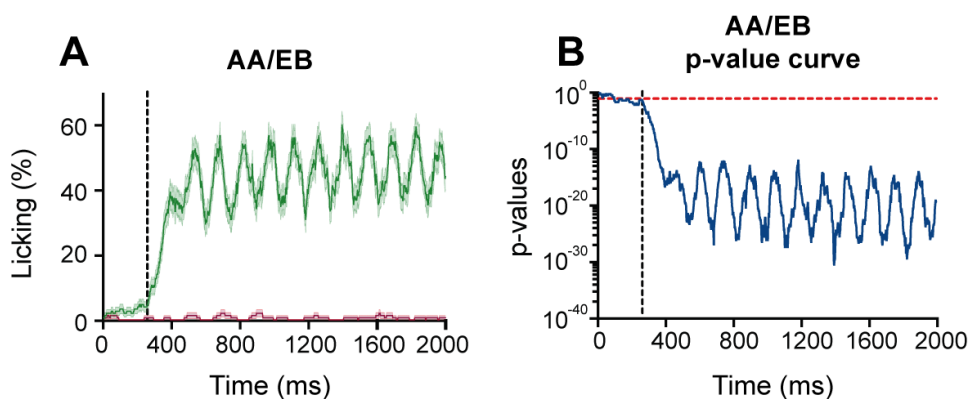 A
AA/EB
Licking (%)
60
40
20
0
0 400 800 1200 1600 2000
Time (ms)
B
AA/EB
p-value curve
p-values
10^0
10^-10
10^-20
10^-30
10^-40
0 400 800 1200 1600 2000
Time (ms)